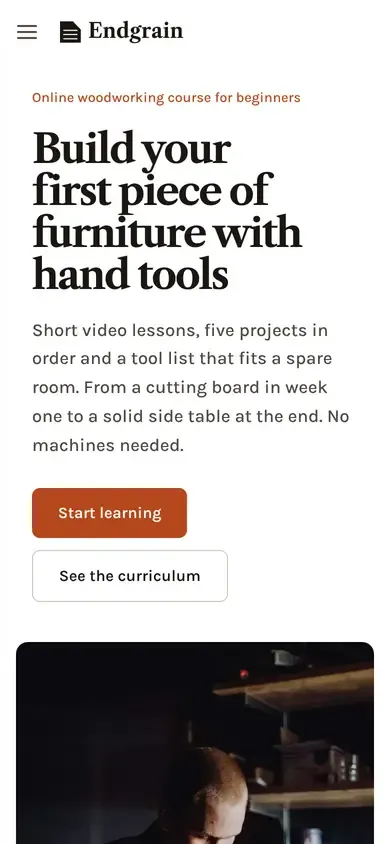 Endgrain
Online woodworking course for beginners
Build your
first piece of
furniture with
hand tools
Short video lessons, five projects in
order and a tool list that fits a spare
room. From a cutting board in week
one to a solid side table at the end. No
machines needed.
Start learning
See the curriculum